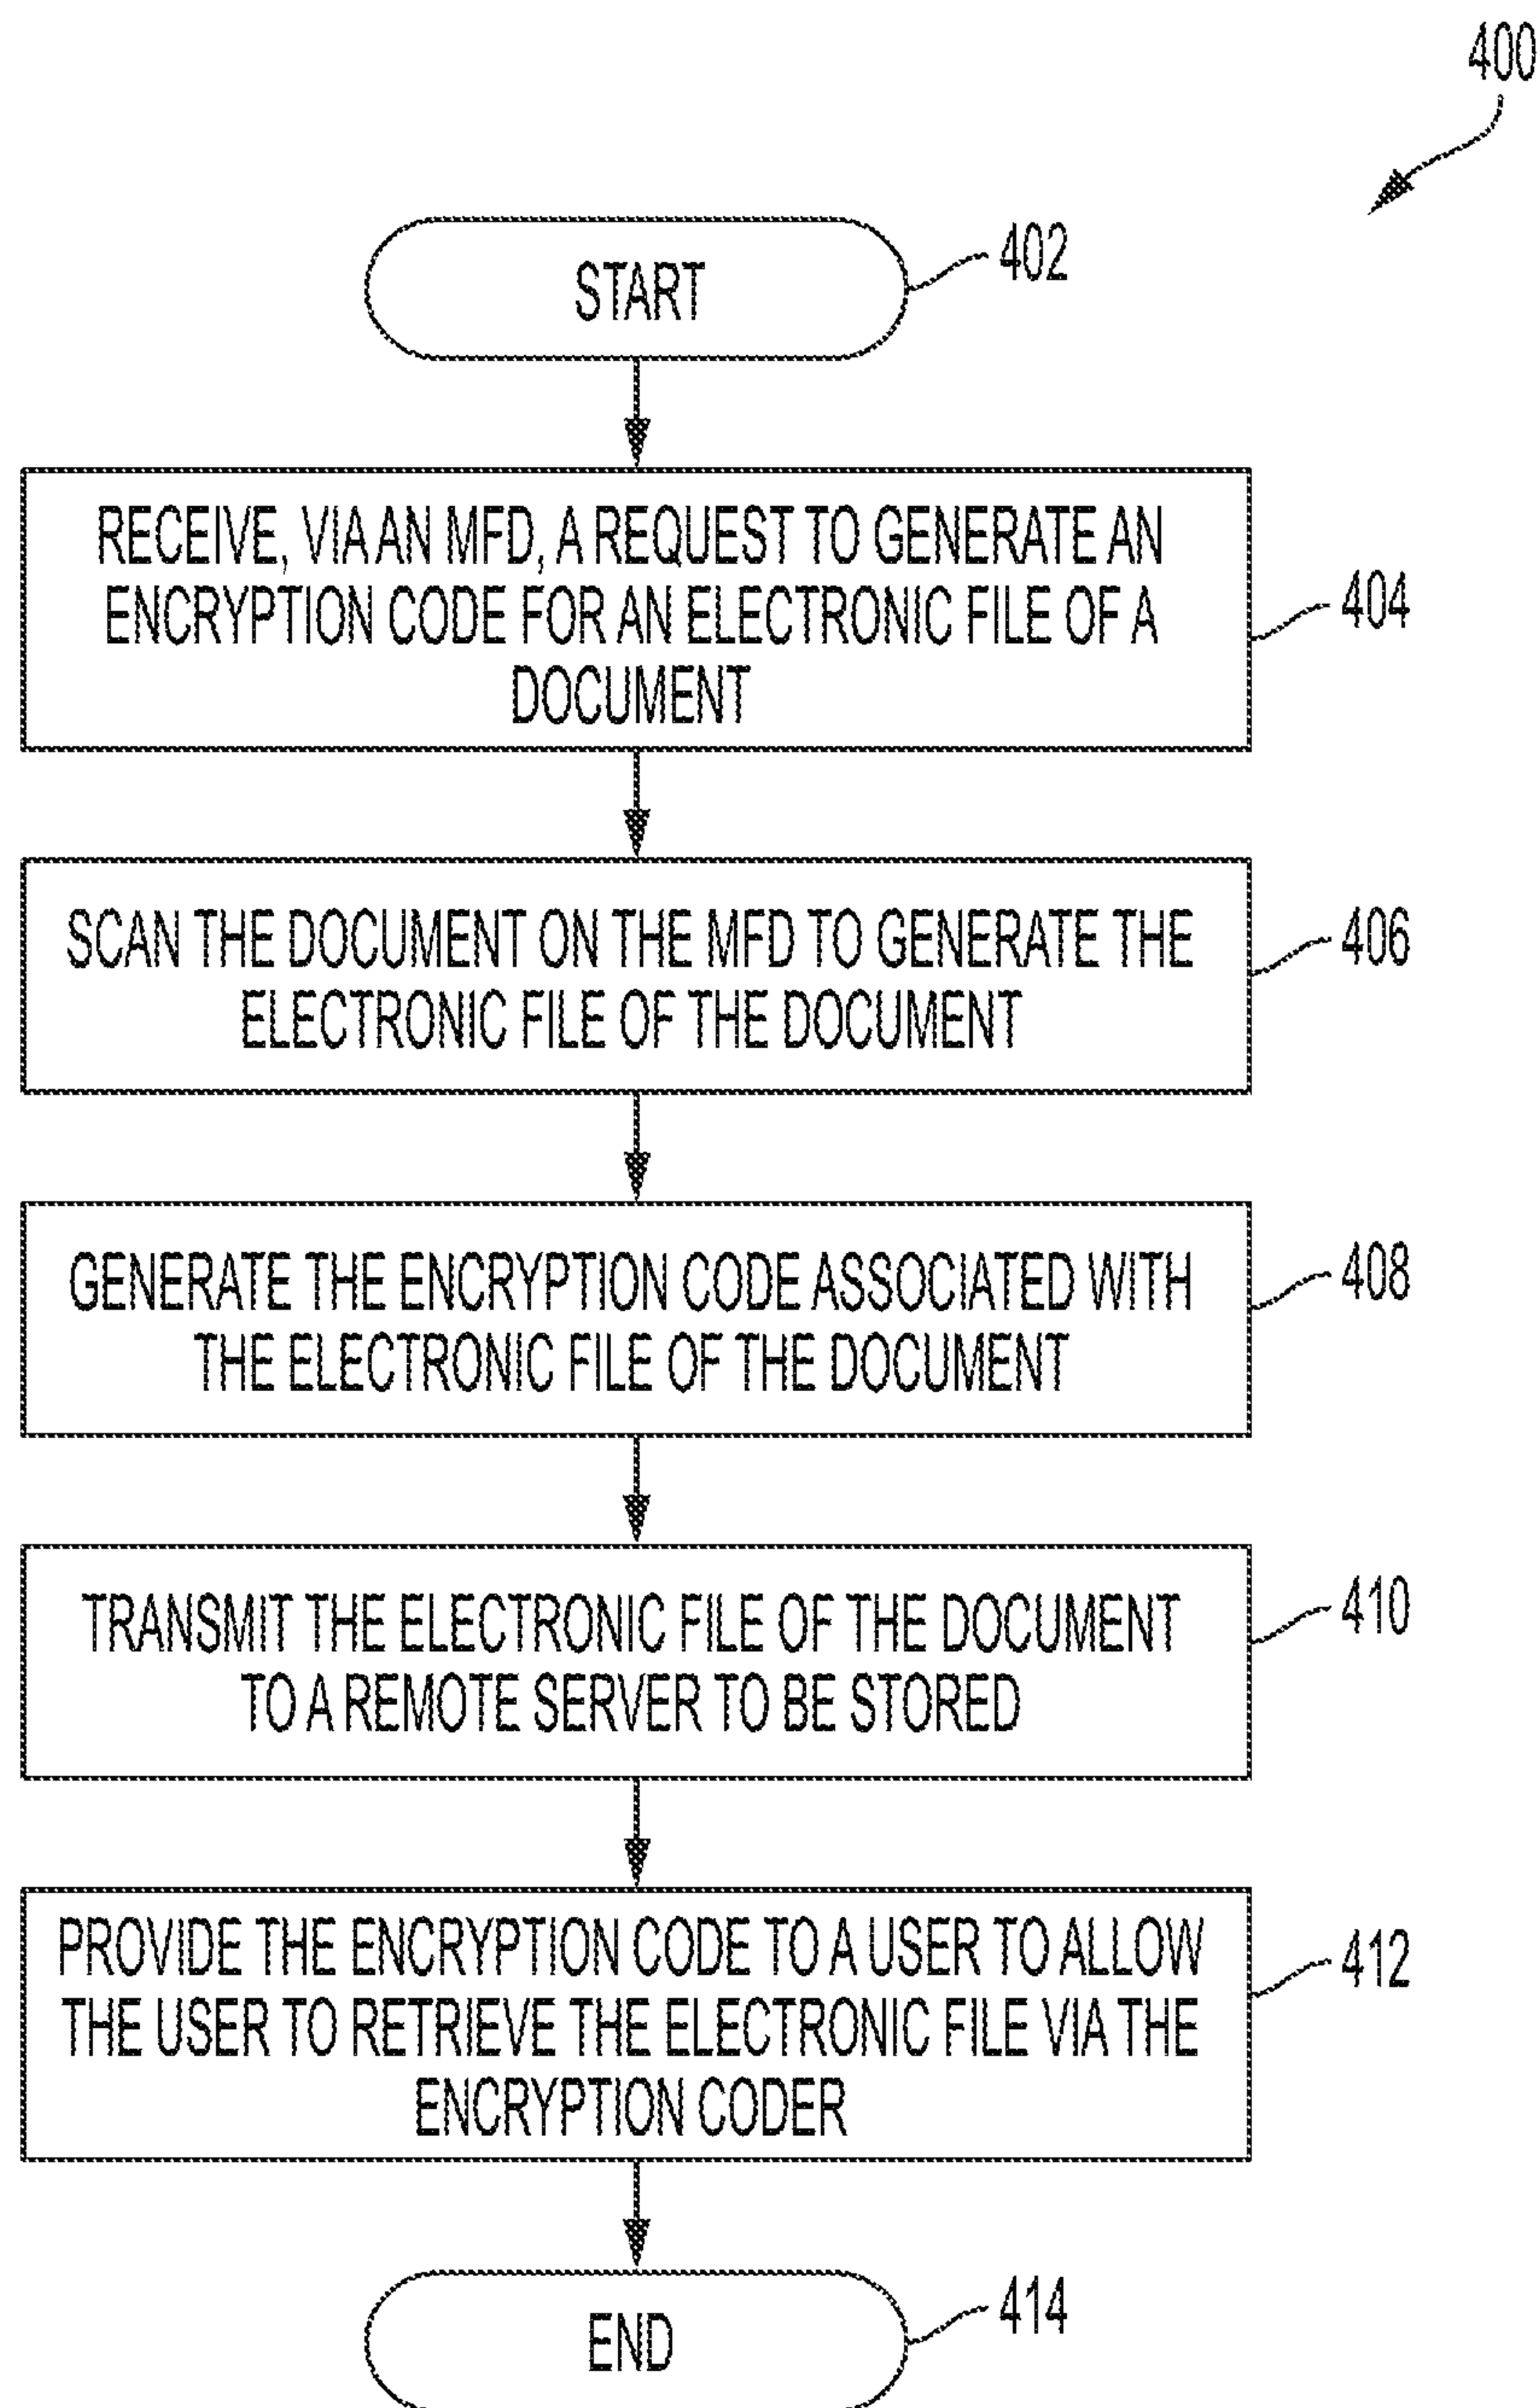 400
START
402
RECEIVE, VIA AN MFD, A REQUEST TO GENERATE AN
ENCRYPTION CODE FOR AN ELECTRONIC FILE OF A
DOCUMENT
404
SCAN THE DOCUMENT ON THE MFD TO GENERATE THE
ELECTRONIC FILE OF THE DOCUMENT
406
GENERATE THE ENCRYPTION CODE ASSOCIATED WITH
THE ELECTRONIC FILE OF THE DOCUMENT
408
TRANSMIT THE ELECTRONIC FILE OF THE DOCUMENT
TO A REMOTE SERVER TO BE STORED
410
PROVIDE THE ENCRYPTION CODE TO A USER TO ALLOW
THE USER TO RETRIEVE THE ELECTRONIC FILE VIA THE
ENCRYPTION CODER
412
END
414